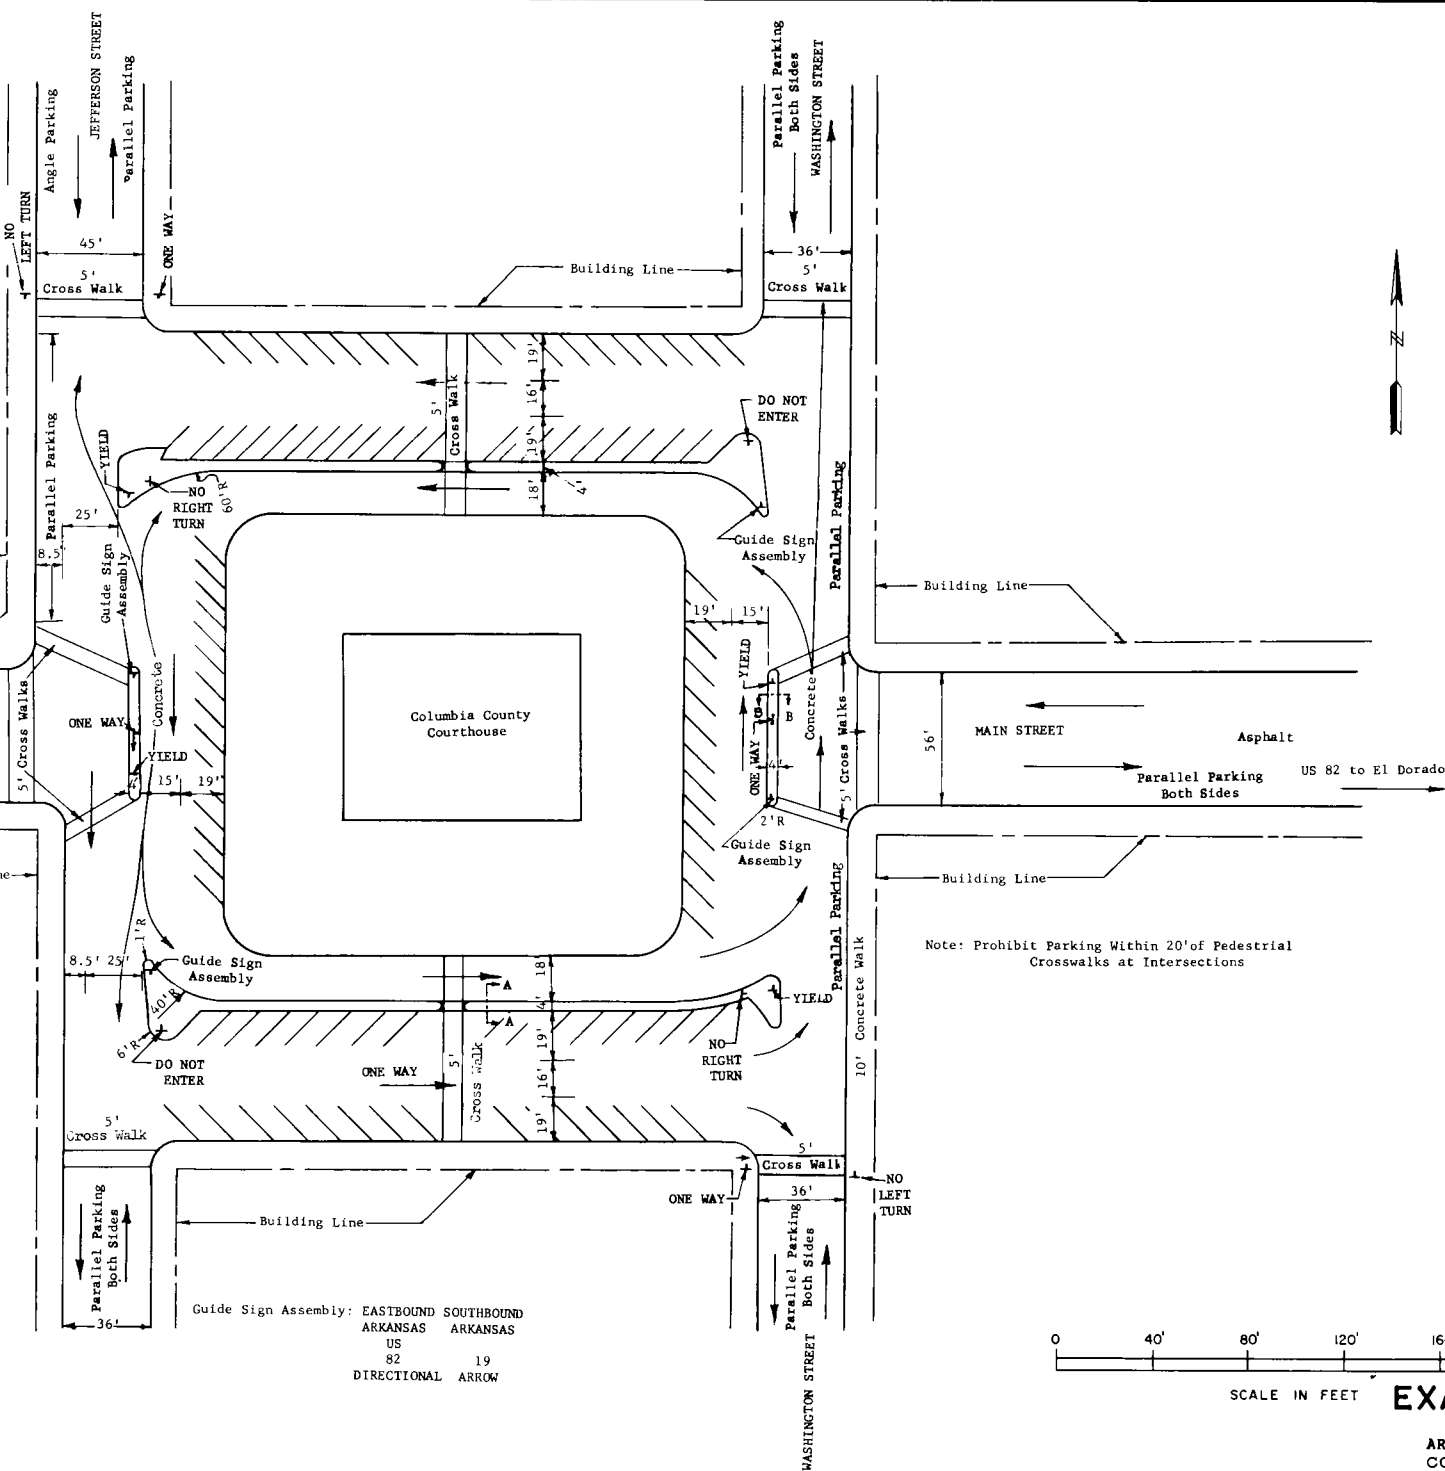 JEFFERSON STREET
Angle Parking
Parallel Parking
NO
LEFT TURN
ONE WAY
45'
5'
Cross Walk
Parallel Parking
Both Sides
WASHINGTON STREET
36'
5'
Cross Walk
Building Line
19'
16'
19'
18'
4'
5'
Cross Walk
DO NOT
ENTER
Parallel Parking
YIELD
NO
RIGHT
TURN
60'R
25'
8.5'
Guide Sign
Assembly
Guide Sign
Assembly
Parallel Parking
Building Line
19'
15'
YIELD
Concrete
5' Cross Walks
ONE WAY
YIELD
4'
15'
19'
Concrete
Columbia County
Courthouse
B
B
ONE WAY
4'
5' Cross Walks
2'R
Guide Sign
Assembly
56'
MAIN STREET
Asphalt
Parallel Parking
Both Sides
US 82 to El Dorado
Building Line
Parallel Parking
10' Concrete Walk
Note: Prohibit Parking Within 20'of Pedestrial
Crosswalks at Intersections
1'R
8.5'
25'
Guide Sign
Assembly
40'R
6'R
DO NOT
ENTER
18'
4'
19'
16'
19'
A
A
YIELD
NO
RIGHT
TURN
ONE WAY
5'
Cross Walk
5'
Cross Walk
5'
Cross Walk
36'
NO
LEFT
TURN
ONE WAY
Building Line
Parallel Parking
Both Sides
36'
Parallel Parking
Both Sides
WASHINGTON STREET
Guide Sign Assembly: EASTBOUND SOUTHBOUND
ARKANSAS ARKANSAS
US
82 19
DIRECTIONAL ARROW
0 40' 80' 120' 16
SCALE IN FEET
EXA
AR
CO